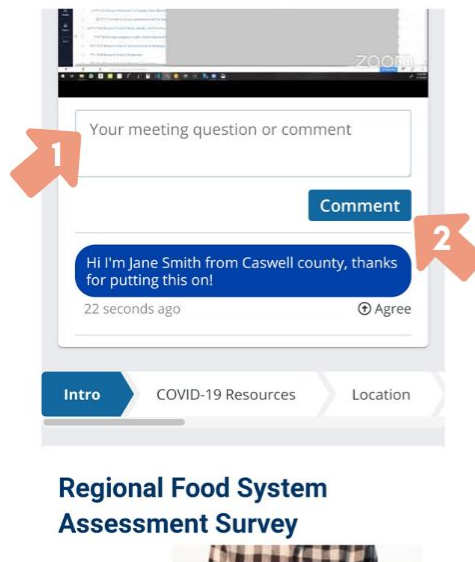 zoom
Your meeting question or comment
1
Comment
2
Hi I'm Jane Smith from Caswell county, thanks
for putting this on!
22 seconds ago Agree
Intro COVID-19 Resources Location
Regional Food System
Assessment Survey